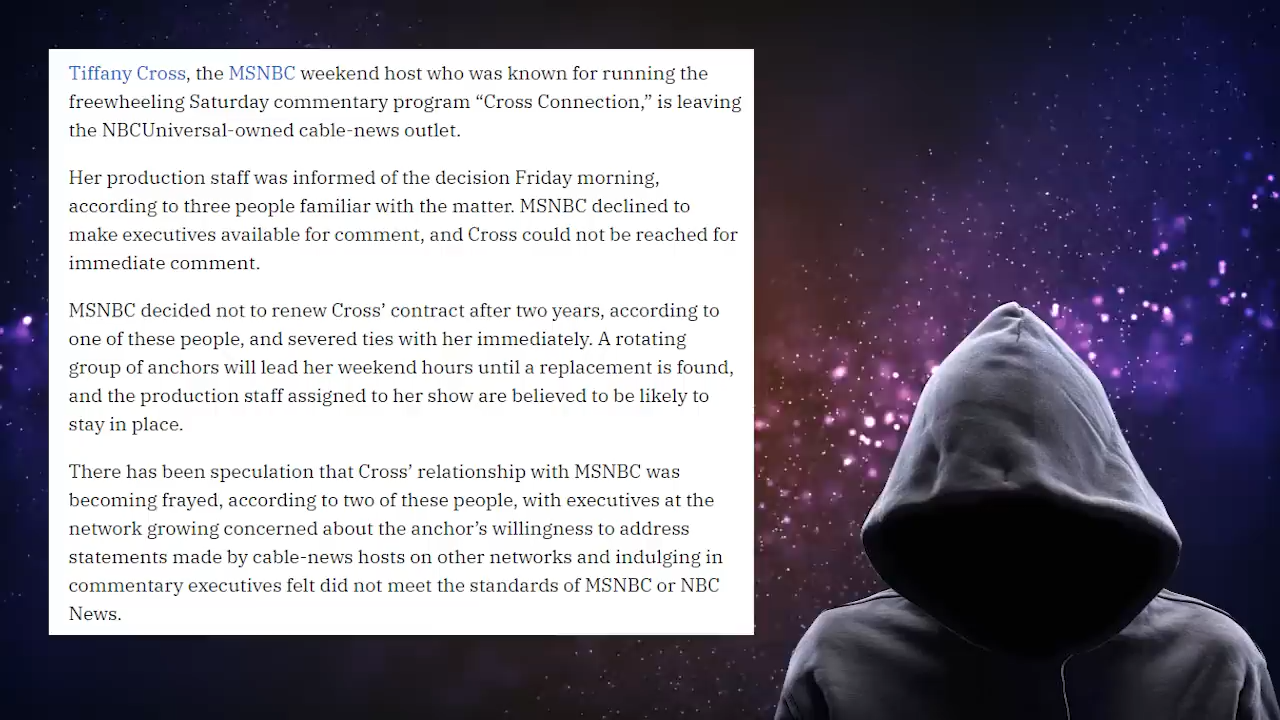 Tiffany Cross, the MSNBC weekend host who was known for running the
freewheeling Saturday commentary program “Cross Connection,” is leaving
the NBCUniversal-owned cable-news outlet.
Her production staff was informed of the decision Friday morning,
according to three people familiar with the matter. MSNBC declined to
make executives available for comment, and Cross could not be reached for
immediate comment.
MSNBC decided not to renew Cross’ contract after two years, according to
one of these people, and severed ties with her immediately. A rotating
group of anchors will lead her weekend hours until a replacement is found,
and the production staff assigned to her show are believed to be likely to
stay in place.
There has been speculation that Cross’ relationship with MSNBC was
becoming frayed, according to two of these people, with executives at the
network growing concerned about the anchor’s willingness to address
statements made by cable-news hosts on other networks and indulging in
commentary executives felt did not meet the standards of MSNBC or NBC
News.